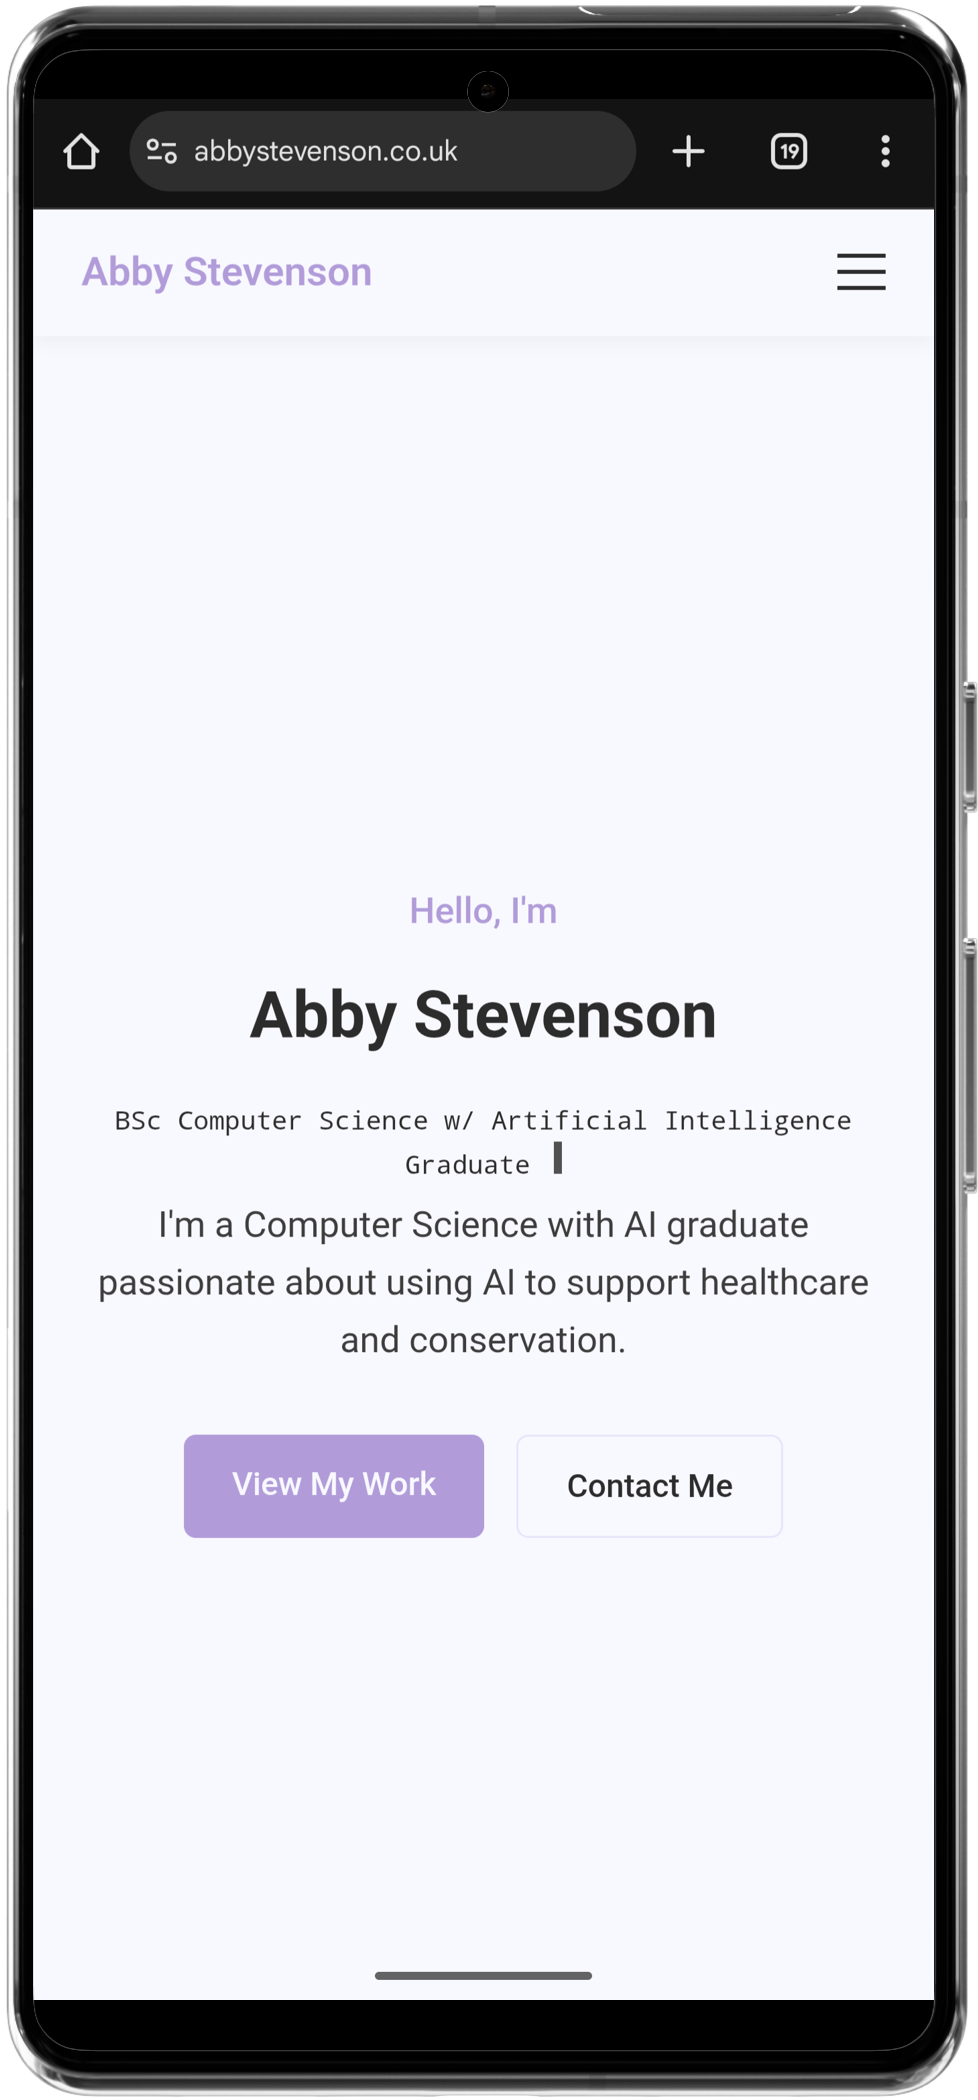 abbystevenson.co.uk
19
Abby Stevenson
Hello, I'm
Abby Stevenson
BSc Computer Science w/ Artificial Intelligence
Graduate
I'm a Computer Science with AI graduate
passionate about using AI to support healthcare
and conservation.
View My Work
Contact Me